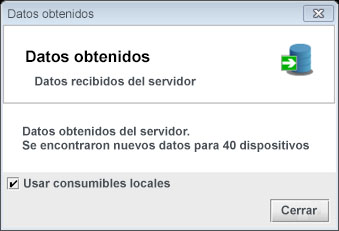 Datos obtenidos
Datos obtenidos
Datos recibidos del servidor
Datos obtenidos del servidor.
Se encontraron nuevos datos para 40 dispositivos
Usar consumibles locales
Cerrar